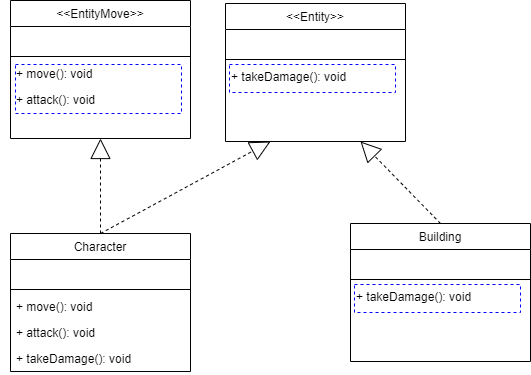 <<EntityMove>>
+ move(): void
+ attack(): void
<<Entity>>
+ takeDamage(): void
Character
+ move(): void
+ attack(): void
+ takeDamage(): void
Building
+ takeDamage(): void